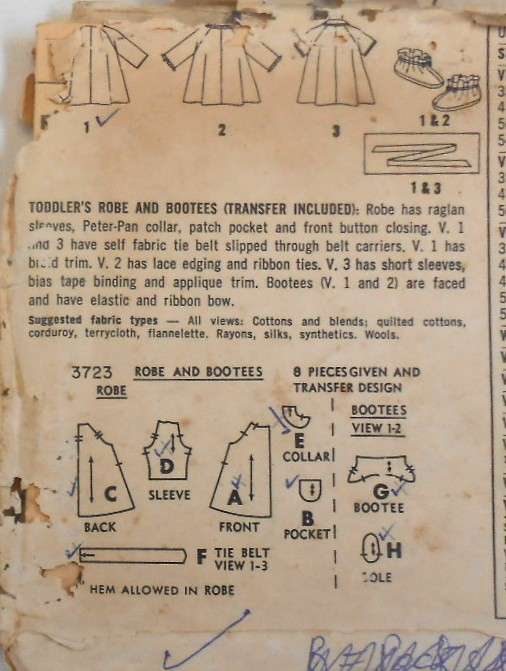 1 2 3 1 & 2
1 & 3
TODDLER'S ROBE AND BOOTEES (TRANSFER INCLUDED): Robe has raglan
sleeves, Peter-Pan collar, patch pocket and front button closing. V. 1
and 3 have self fabric tie belt slipped through belt carriers. V. 1 has
braid trim. V. 2 has lace edging and ribbon ties. V. 3 has short sleeves,
bias tape binding and applique trim. Bootees (V. 1 and 2) are faced
and have elastic and ribbon bow.
Suggested fabric types — All views: Cottons and blends; quilted cottons,
corduroy, terrycloth, flannelette. Rayons, silks, synthetics. Wools.
3723 ROBE AND BOOTEES 8 PIECES GIVEN AND
TRANSFER DESIGN
ROBE
BOOTEES
VIEW 1-2
E
COLLAR
D
SLEEVE
C
BACK
A
FRONT
B
POCKET
G
BOOTEE
H
SOLE
F TIE BELT
VIEW 1-3
HEM ALLOWED IN ROBE